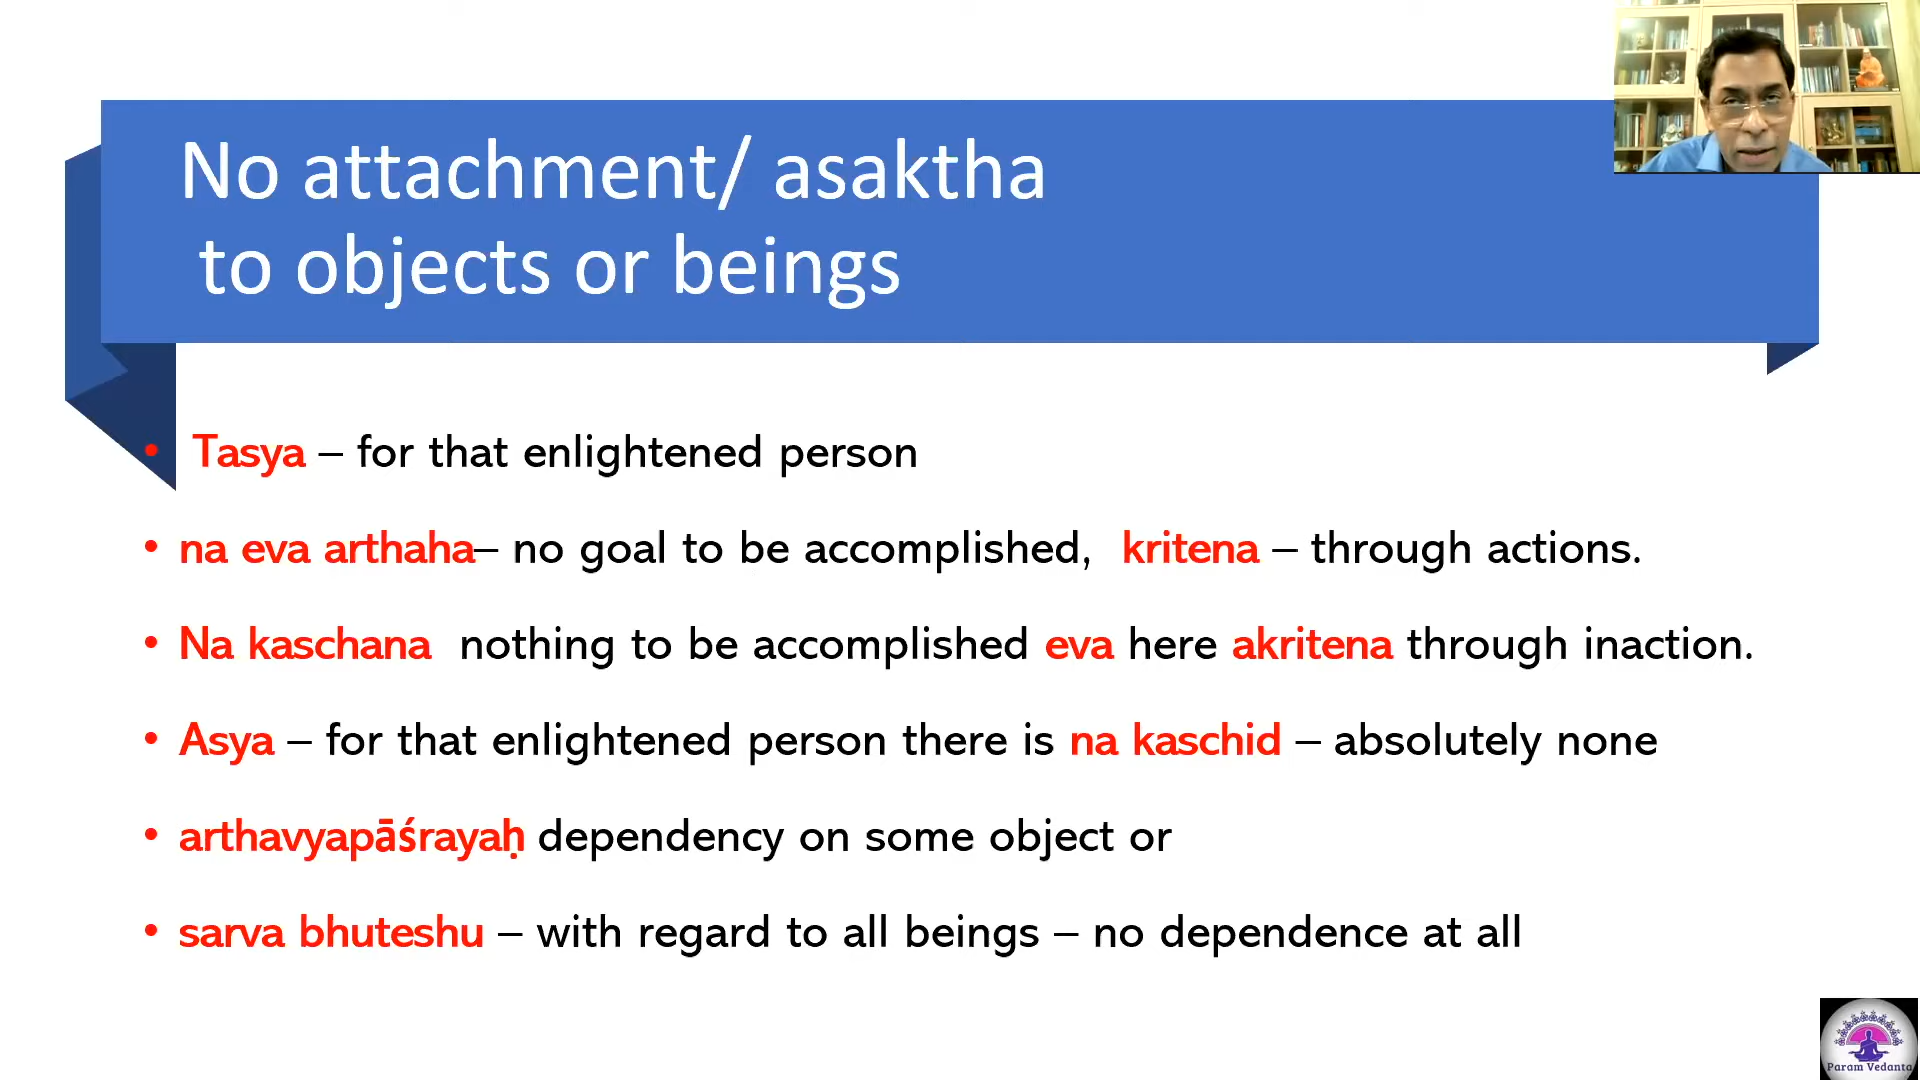 No attachment/ asaktha
to objects or beings
• Tasya – for that enlightened person
• na eva arthaha– no goal to be accomplished, kritena – through actions.
• Na kaschana nothing to be accomplished eva here akritena through inaction.
• Asya – for that enlightened person there is na kaschid – absolutely none
• arthavyapāśrayaḥ dependency on some object or
• sarva bhuteshu – with regard to all beings – no dependence at all
Param Vedanta